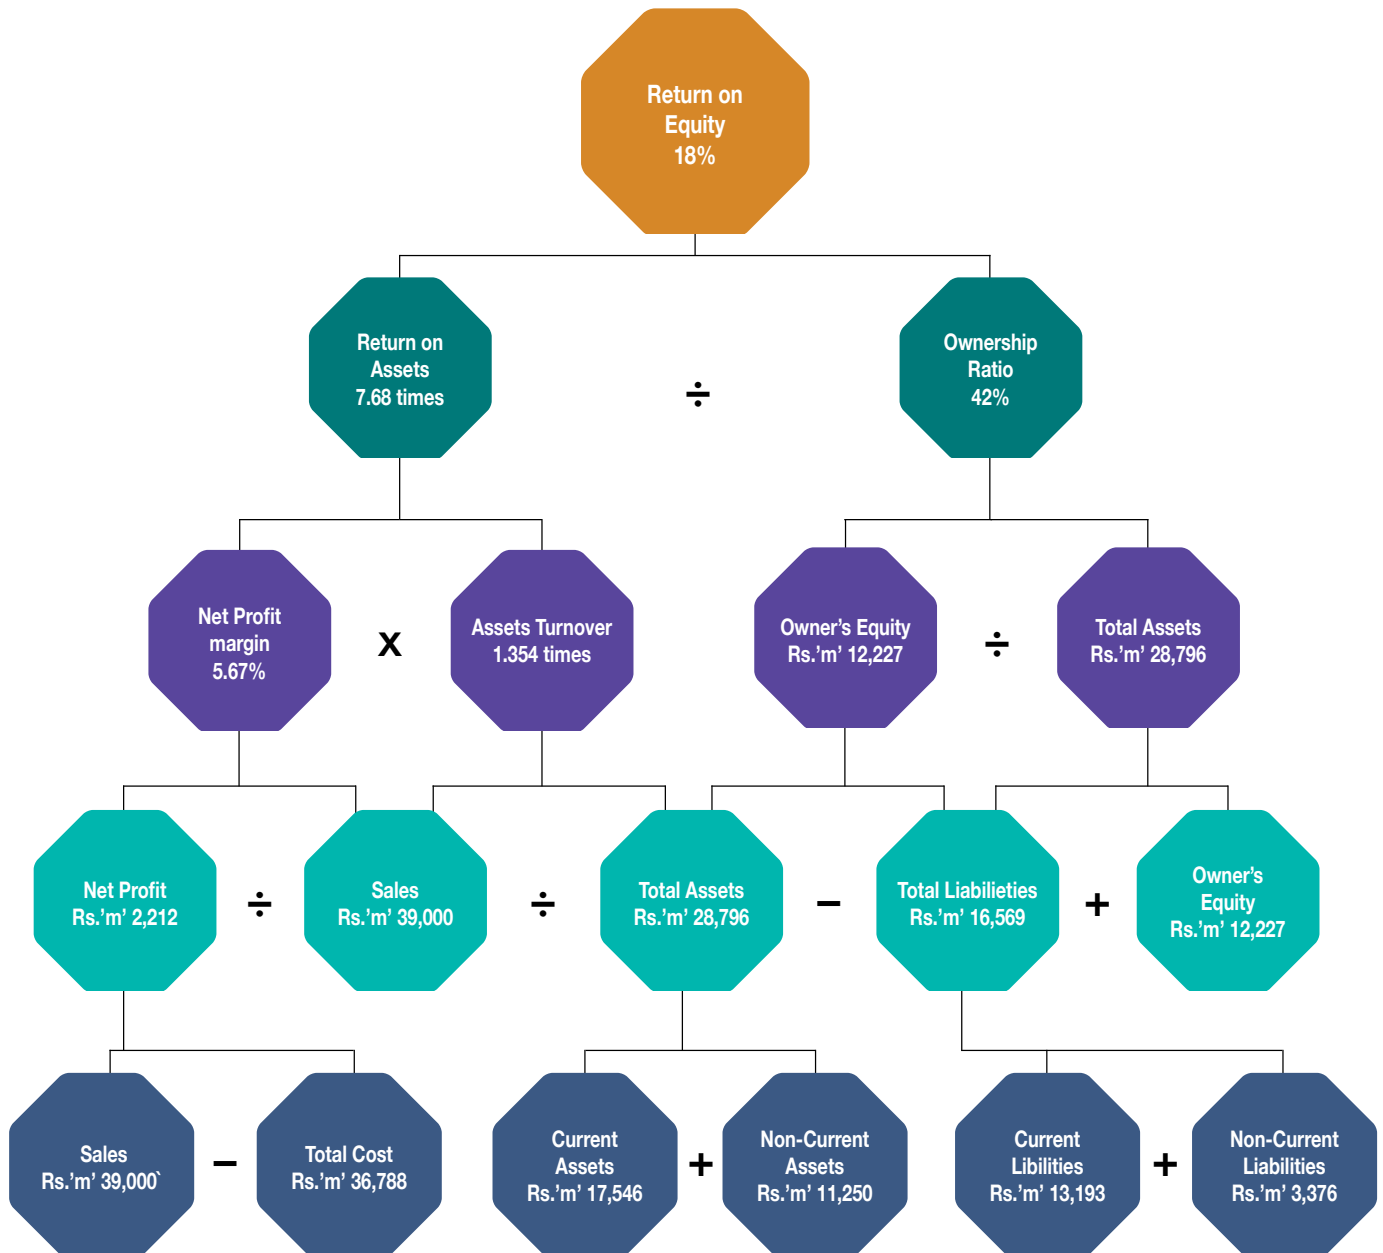 Return on
Equity
18%
Return on
Assets
7.68 times
÷
Ownership
Ratio
42%
Net Profit
margin
5.67%
x
Assets Turnover
1.354 times
Owner’s Equity
Rs.’m’ 12,227
÷
Total Assets
Rs.’m’ 28,796
Net Profit
Rs.’m’ 2,212
÷
Sales
Rs.’m’ 39,000
÷
Total Assets
Rs.’m’ 28,796
–
Total Liabilieties
Rs.’m’ 16,569
+
Owner’s
Equity
Rs.’m’ 12,227
Sales
Rs.’m’ 39,000`
–
Total Cost
Rs.’m’ 36,788
Current
Assets
Rs.’m’ 17,546
+
Non-Current
Assets
Rs.’m’ 11,250
Current
Libilities
Rs.’m’ 13,193
+
Non-Current
Liabilities
Rs.’m’ 3,376